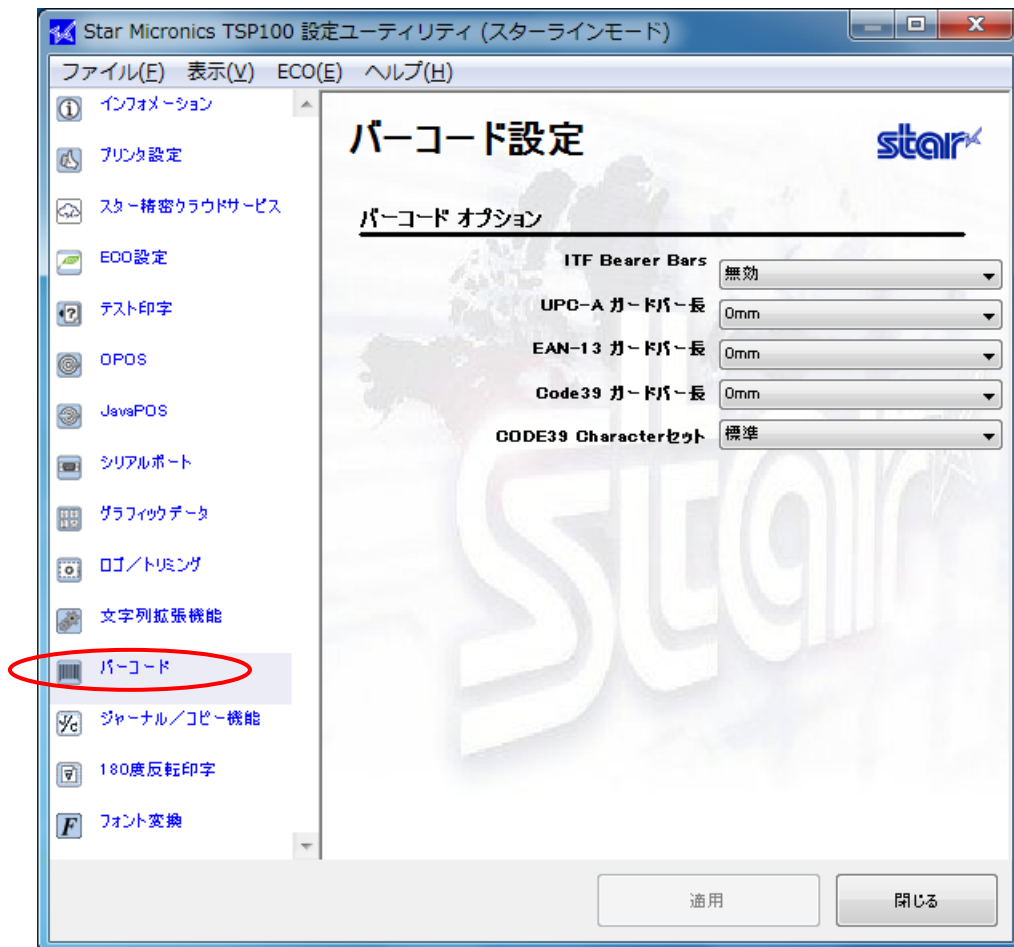 Star Micronics TSP100 設定ユーティリティ (スターラインモード)
ファイル(F) 表示(V) ECO(E) ヘルプ(H)
インフォメーション
プリンタ設定
スター精密クラウドサービス
ECO設定
テスト印字
OPOS
JavaPOS
シリアルポート
グラフィックデータ
ロゴ／トリミング
文字列拡張機能
バーコード
ジャーナル／コピー機能
180度反転印字
フォント変換
バーコード設定
star
バーコード オプション
ITF Bearer Bars 無効
UPC-A ガードバー長 0mm
EAN-13 ガードバー長 0mm
Code39 ガードバー長 0mm
CODE39 Characterセット 標準
star
適用 閉じる